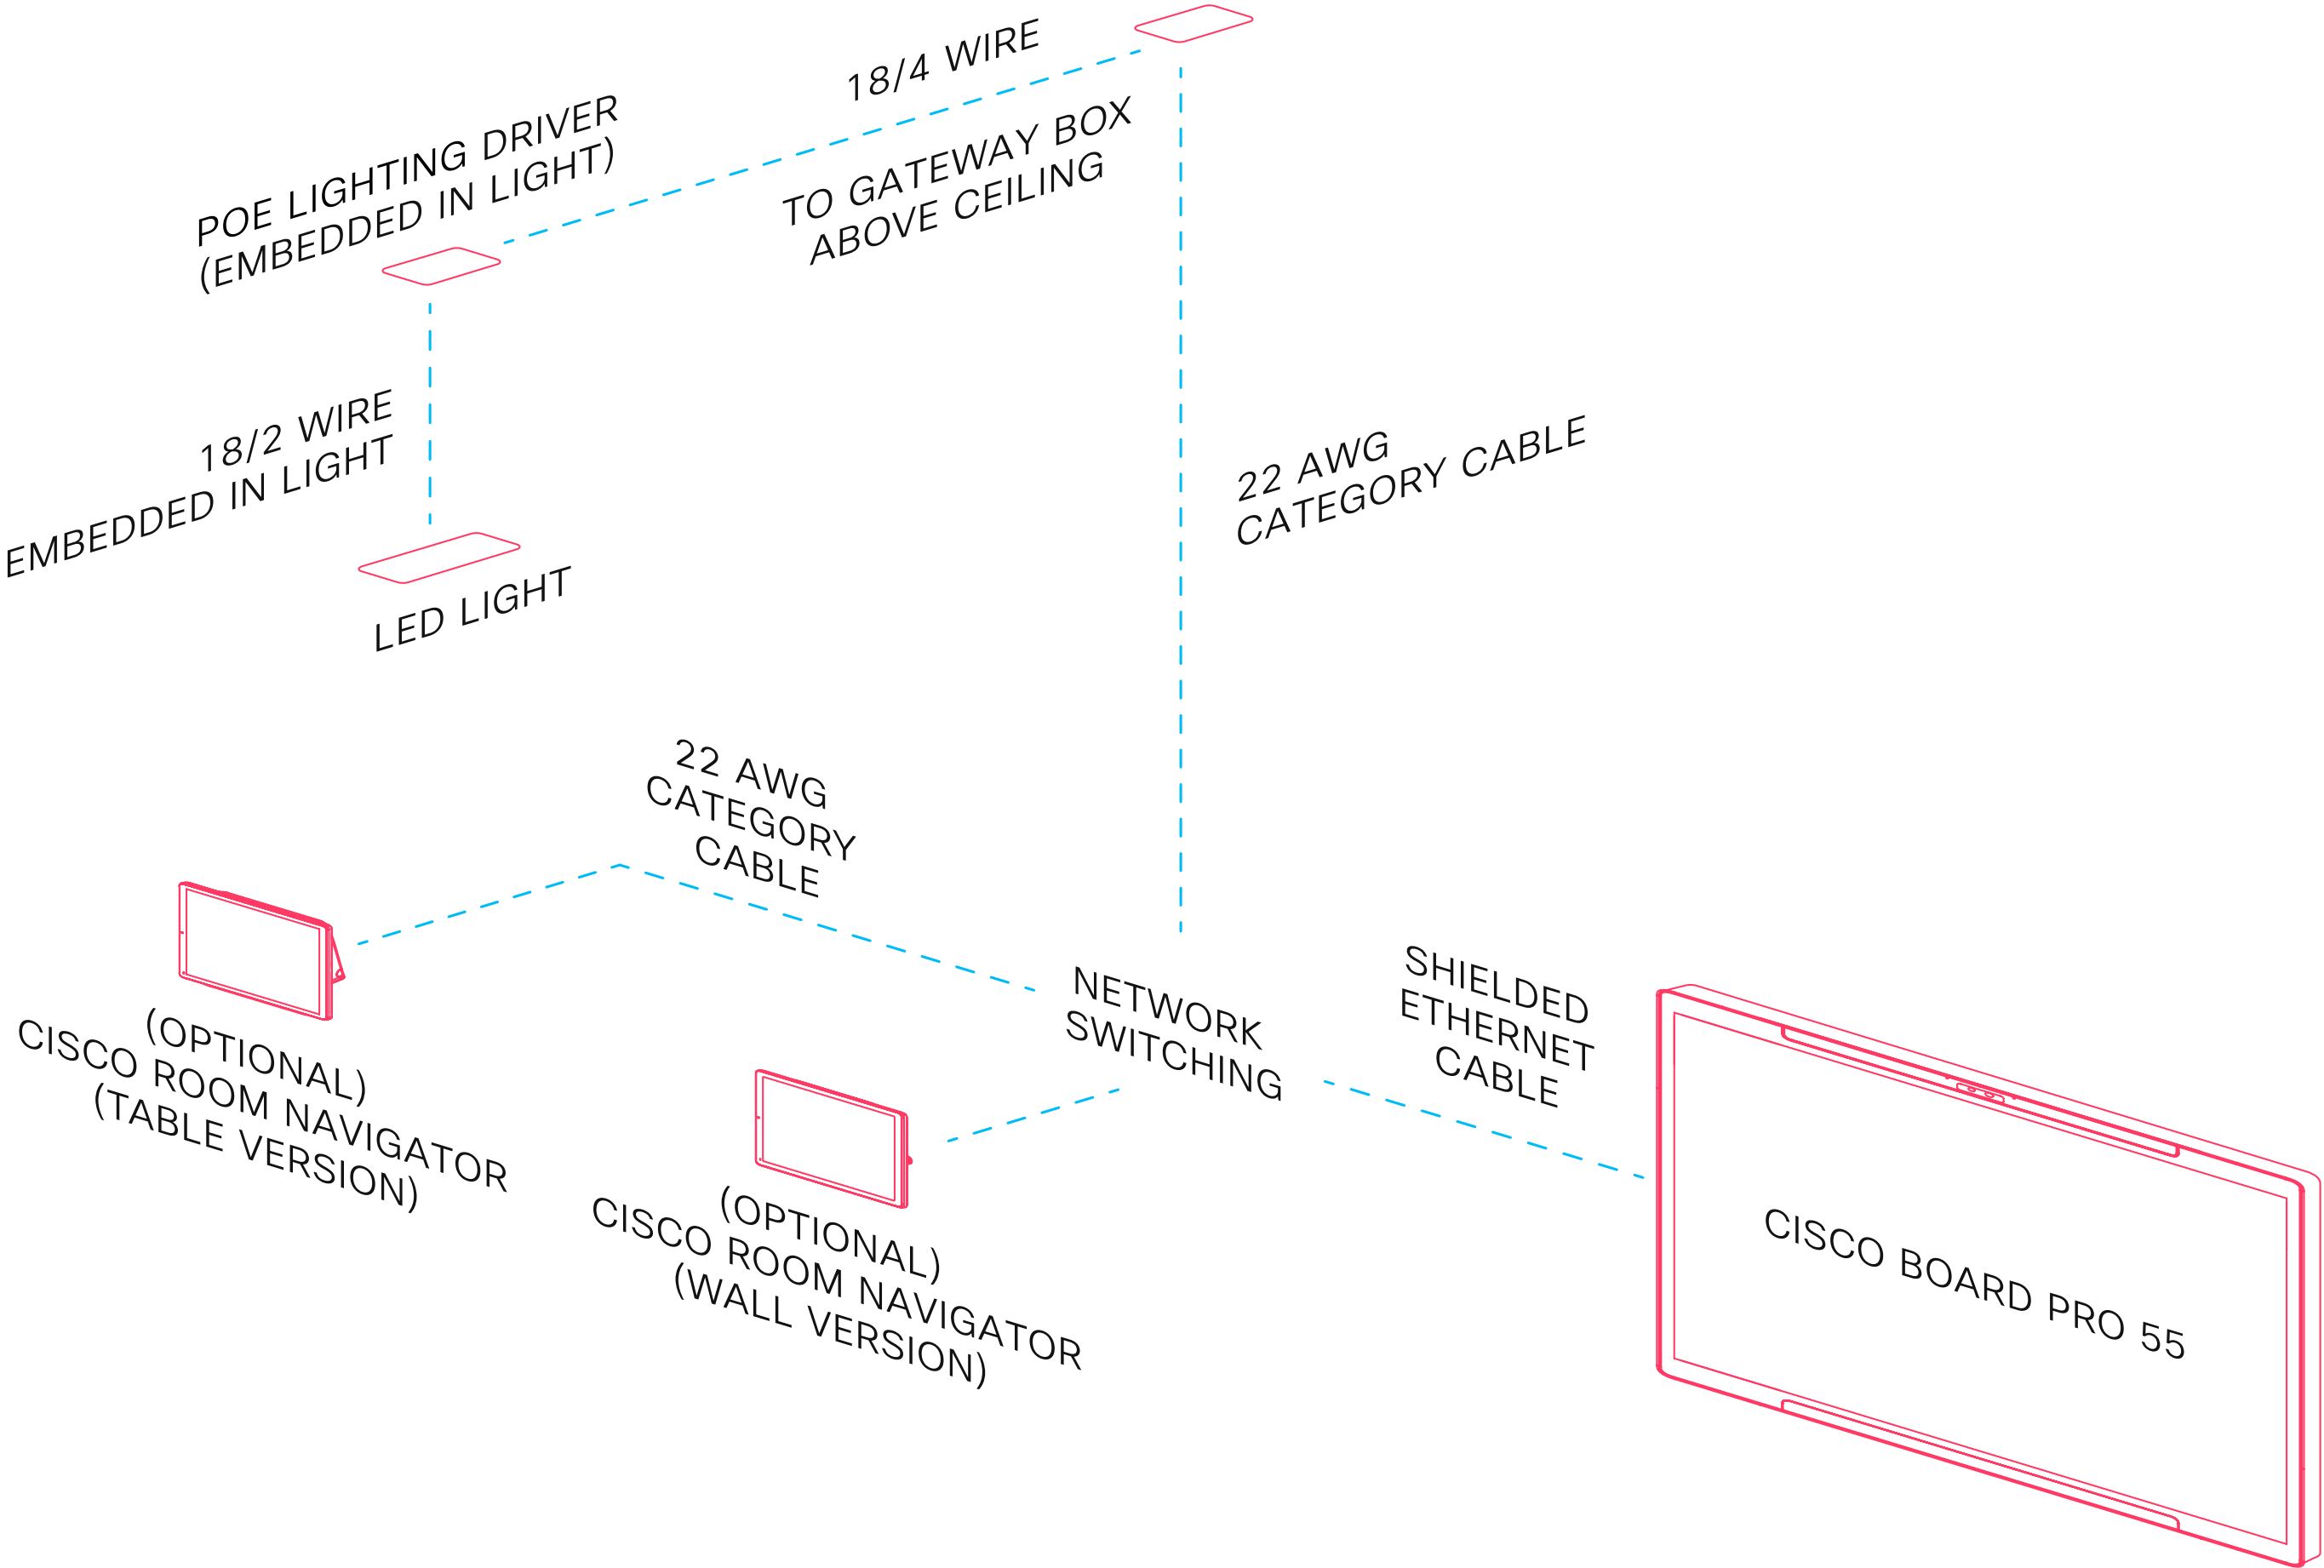 18/4 WIRE
POE LIGHTING DRIVER
(EMBEDDED IN LIGHT)
TO GATEWAY BOX
ABOVE CEILING
18/2 WIRE
EMBEDDED IN LIGHT
22 AWG
CATEGORY CABLE
LED LIGHT
22 AWG
CATEGORY
CABLE
NETWORK
SWITCHING
SHIELDED
ETHERNET
CABLE
(OPTIONAL)
CISCO ROOM NAVIGATOR
(TABLE VERSION)
(OPTIONAL)
CISCO ROOM NAVIGATOR
(WALL VERSION)
CISCO BOARD PRO 55